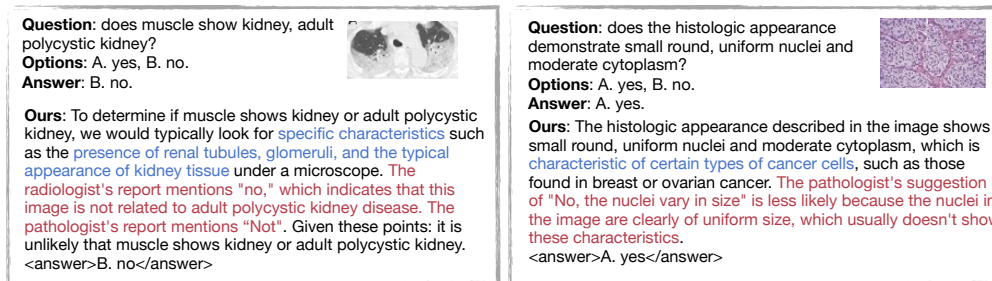 Question: does muscle show kidney, adult
polycystic kidney?
Options: A. yes, B. no.
Answer: B. no.
Ours: To determine if muscle shows kidney or adult polycystic
kidney, we would typically look for specific characteristics such
as the presence of renal tubules, glomeruli, and the typical
appearance of kidney tissue under a microscope. The
radiologist's report mentions "no," which indicates that this
image is not related to adult polycystic kidney disease. The
pathologist's report mentions “Not". Given these points: it is
unlikely that muscle shows kidney or adult polycystic kidney.
<answer>B. no</answer>
Question: does the histologic appearance
demonstrate small round, uniform nuclei and
moderate cytoplasm?
Options: A. yes, B. no.
Answer: A. yes.
Ours: The histologic appearance described in the image shows
small round, uniform nuclei and moderate cytoplasm, which is
characteristic of certain types of cancer cells, such as those
found in breast or ovarian cancer. The pathologist's suggestion
of "No, the nuclei vary in size" is less likely because the nuclei in
the image are clearly of uniform size, which usually doesn't show
these characteristics.
<answer>A. yes</answer>